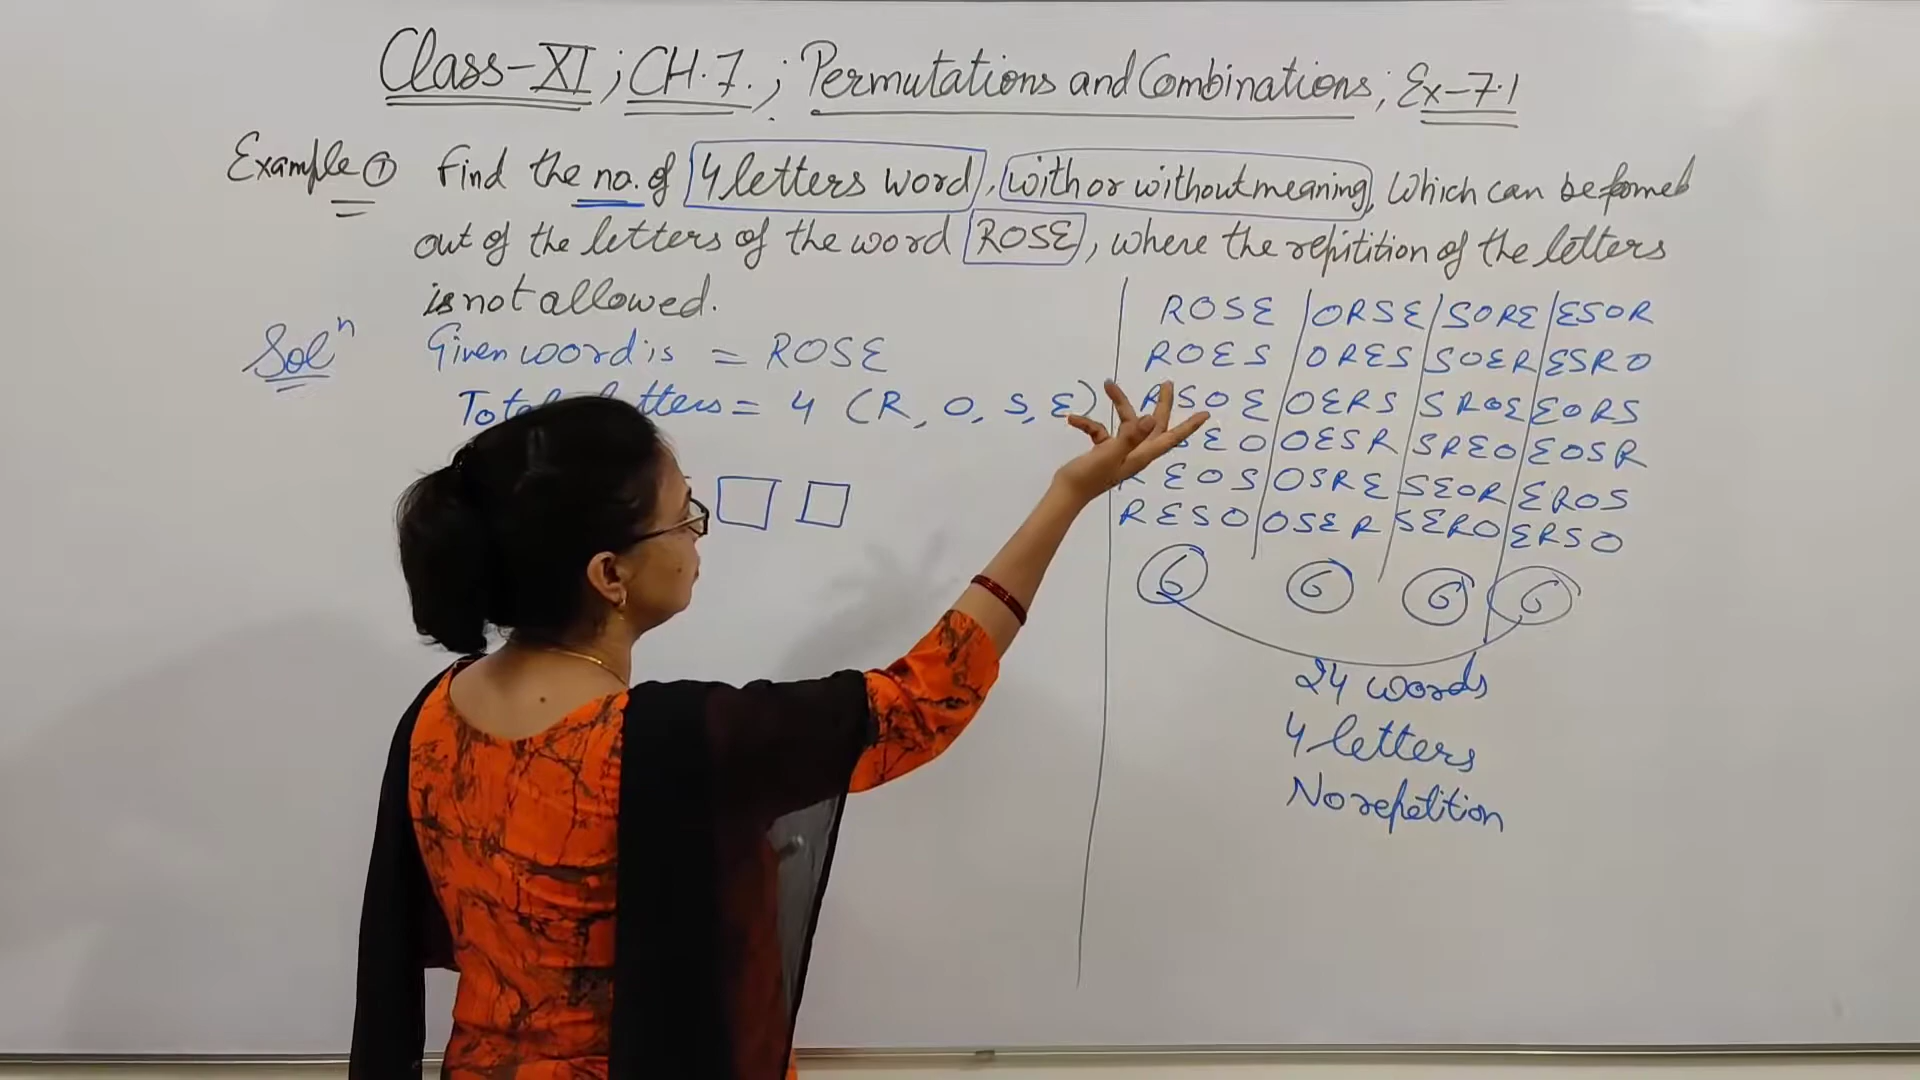 Class-XI ; CH.7. ; Permutations and Combinations ; Ex-7.1
Example ① Find the no. of 4 letters word, with or without meaning, which can be formed
out of the letters of the word ROSE, where the repitition of the letters
is not allowed.
Solⁿ Given word is = ROSE
letters = 4 (R, O, S, E)
ROSE ORSE SORE ESOR
ROES ORES SOER ESRO
RSOE OERS SROE EORS
SEO OESR SREO EOSR
REOS OSRE SEOR EROS
RESO OSER SERO ERSO
6 6 6 6
24 words
4 letters
No repetition